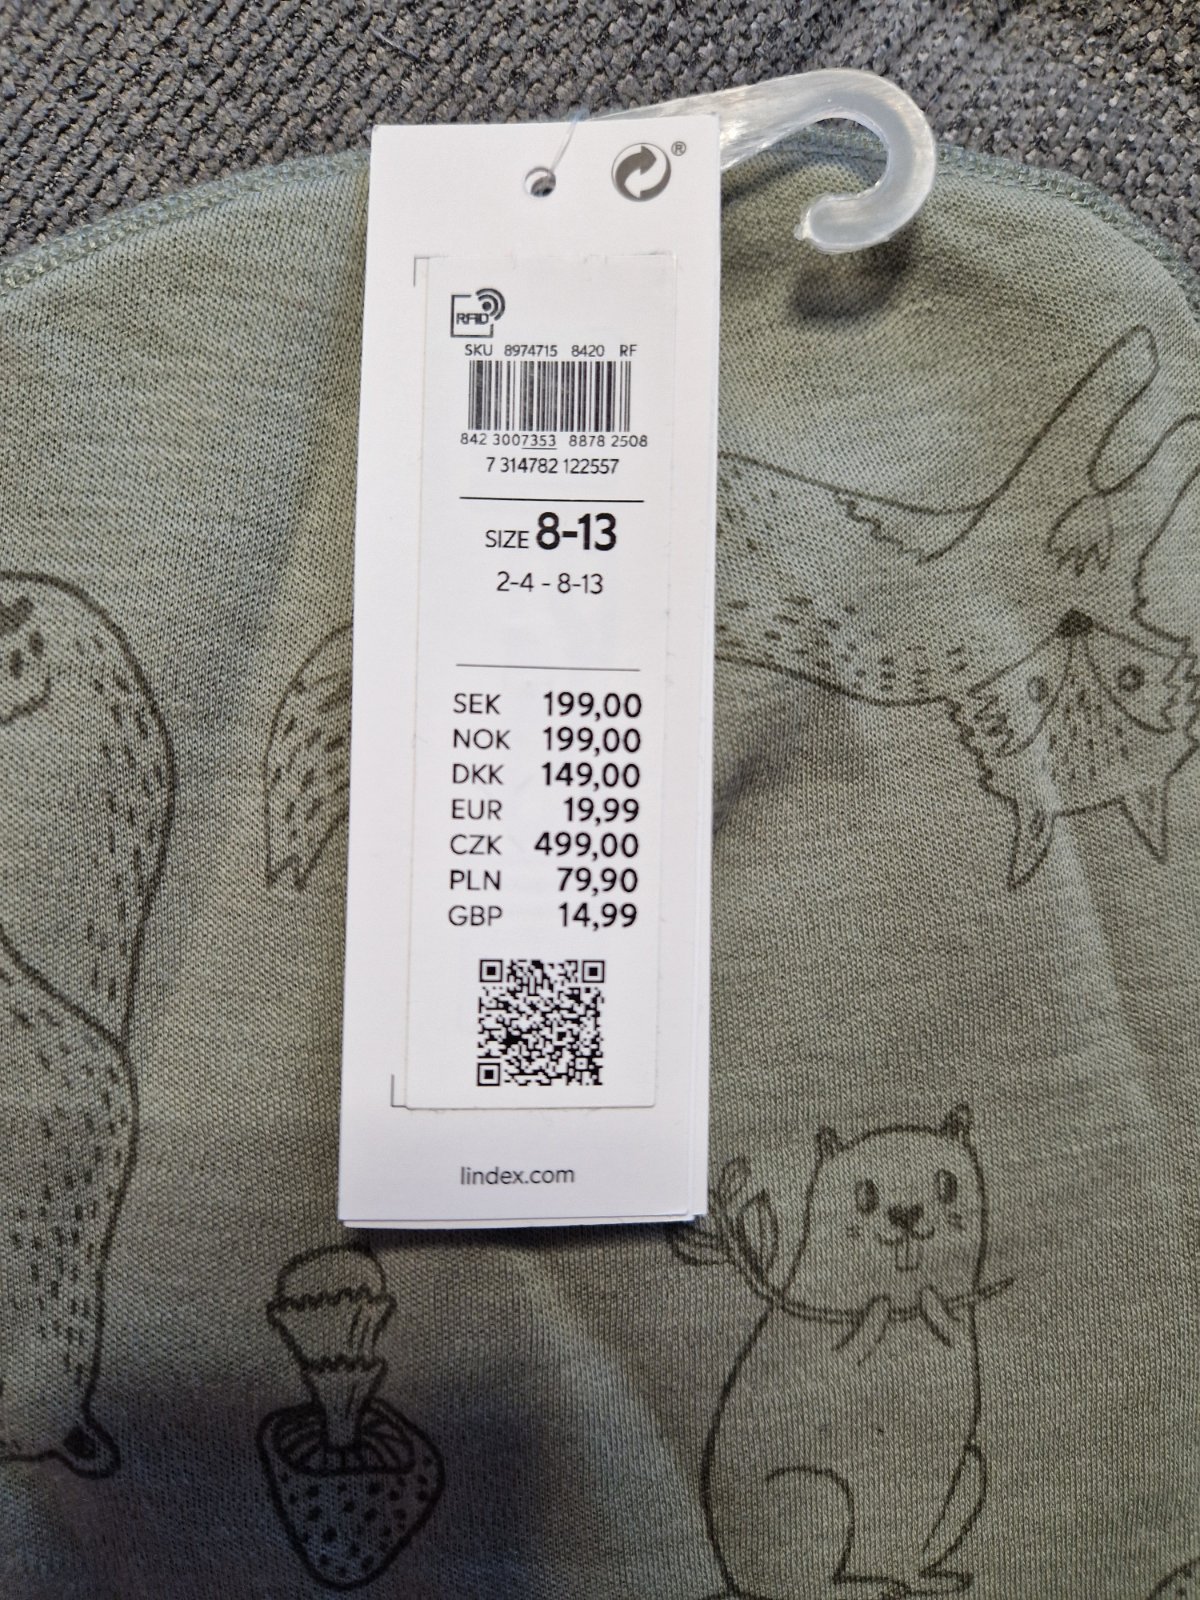 ®
RFID
SKU 8974715 8420 RF
842 3007353 8878 2508
7 314782 122557
SIZE 8-13
2-4 - 8-13
SEK 199,00
NOK 199,00
DKK 149,00
EUR 19,99
CZK 499,00
PLN 79,90
GBP 14,99
lindex.com